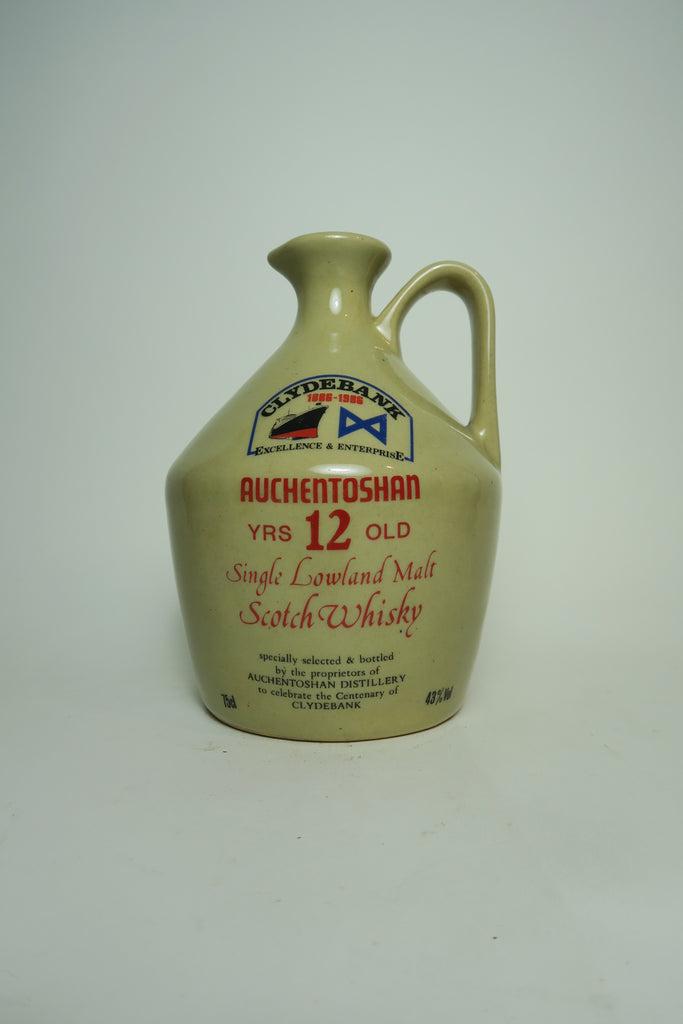 CLYDEBANK
1886-1986
EXCELLENCE & ENTERPRISE
AUCHENTOSHAN
YRS 12 OLD
Single Lowland Malt
Scotch Whisky
specially selected & bottled
by the proprietors of
AUCHENTOSHAN DISTILLERY
to celebrate the Centenary of
CLYDEBANK
75cl
43% Vol